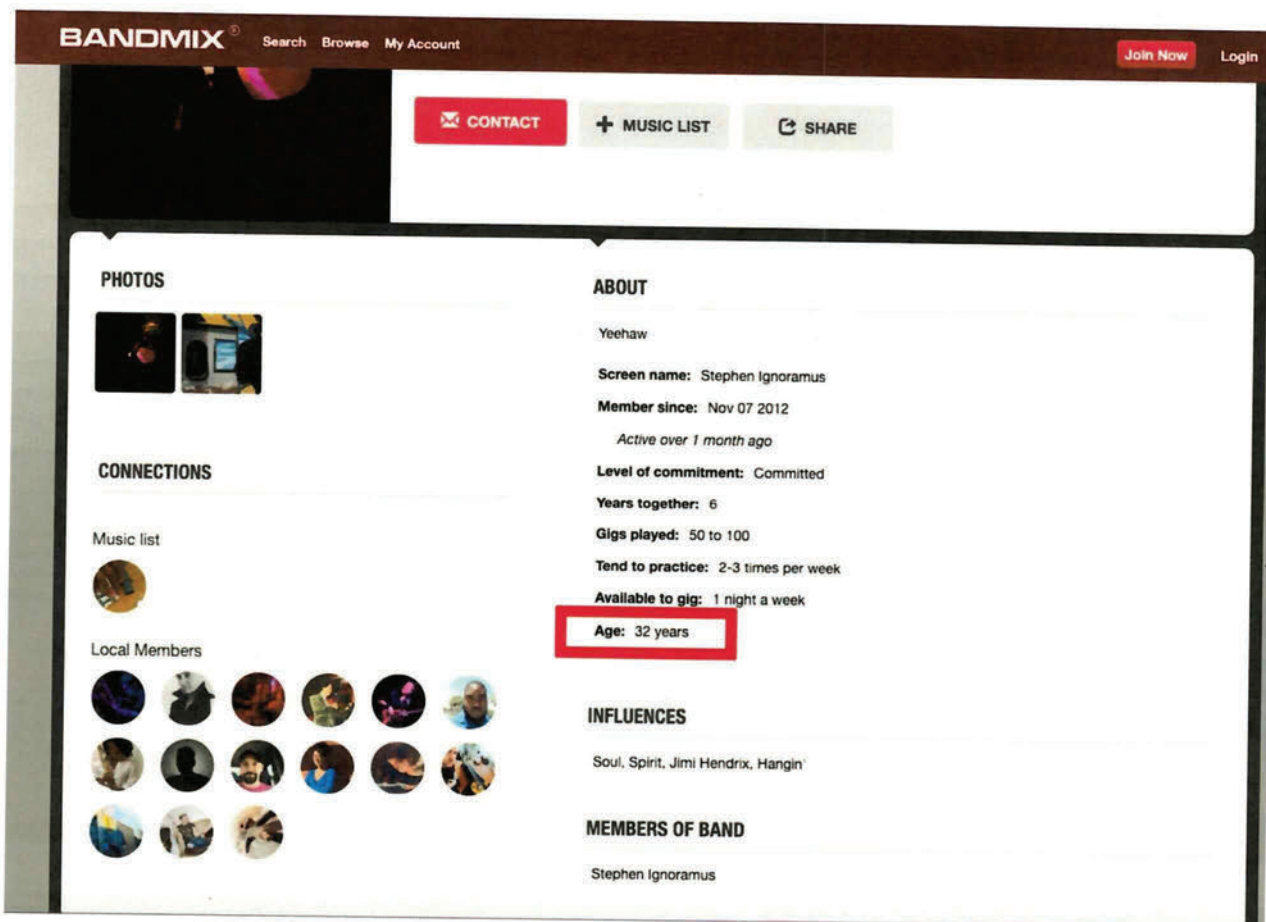 BANDMIX® Search Browse My Account Join Now Login
CONTACT + MUSIC LIST SHARE
PHOTOS
CONNECTIONS
Music list
Local Members
ABOUT
Yeehaw
Screen name: Stephen Ignoramus
Member since: Nov 07 2012
Active over 1 month ago
Level of commitment: Committed
Years together: 6
Gigs played: 50 to 100
Tend to practice: 2-3 times per week
Available to gig: 1 night a week
Age: 32 years
INFLUENCES
Soul, Spirit, Jimi Hendrix, Hangin'
MEMBERS OF BAND
Stephen Ignoramus